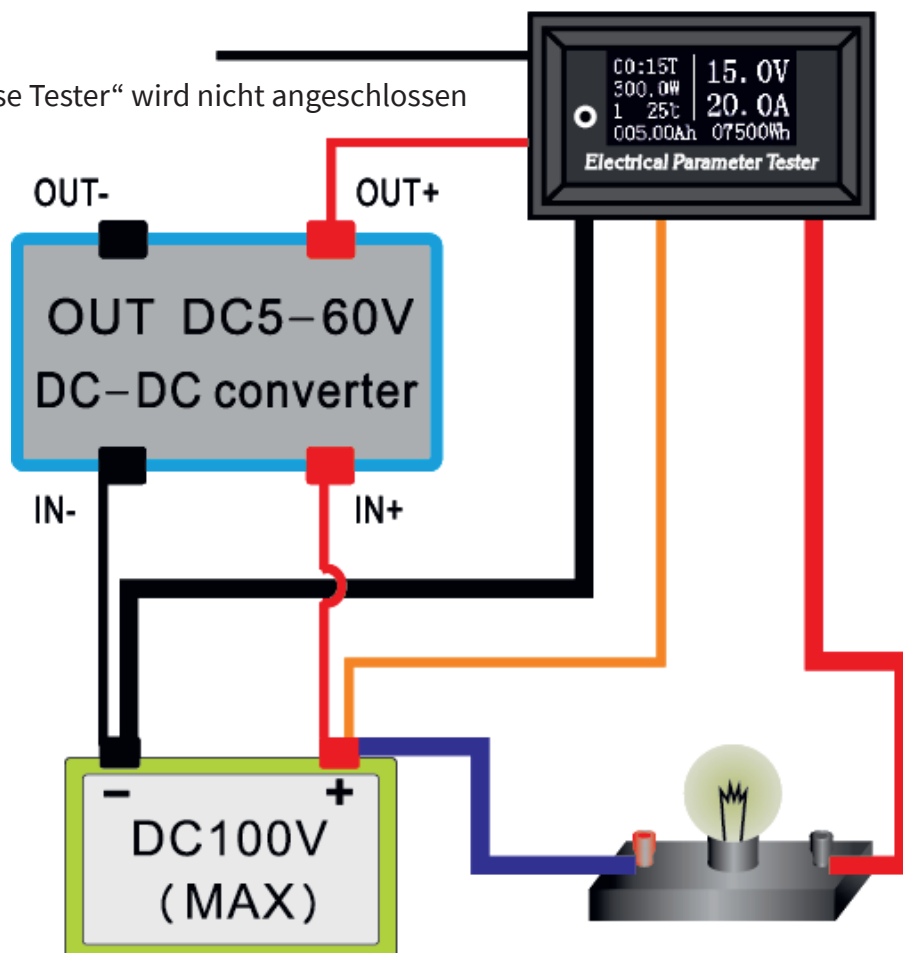 se Tester“ wird nicht angeschlossen
00:15T
300.0W
1 25℃
005.00Ah
15.0V
20.0A
07500Wh
Electrical Parameter Tester
OUT- OUT+
OUT DC5-60V
DC-DC converter
IN- IN+
- +
DC100V
(MAX)